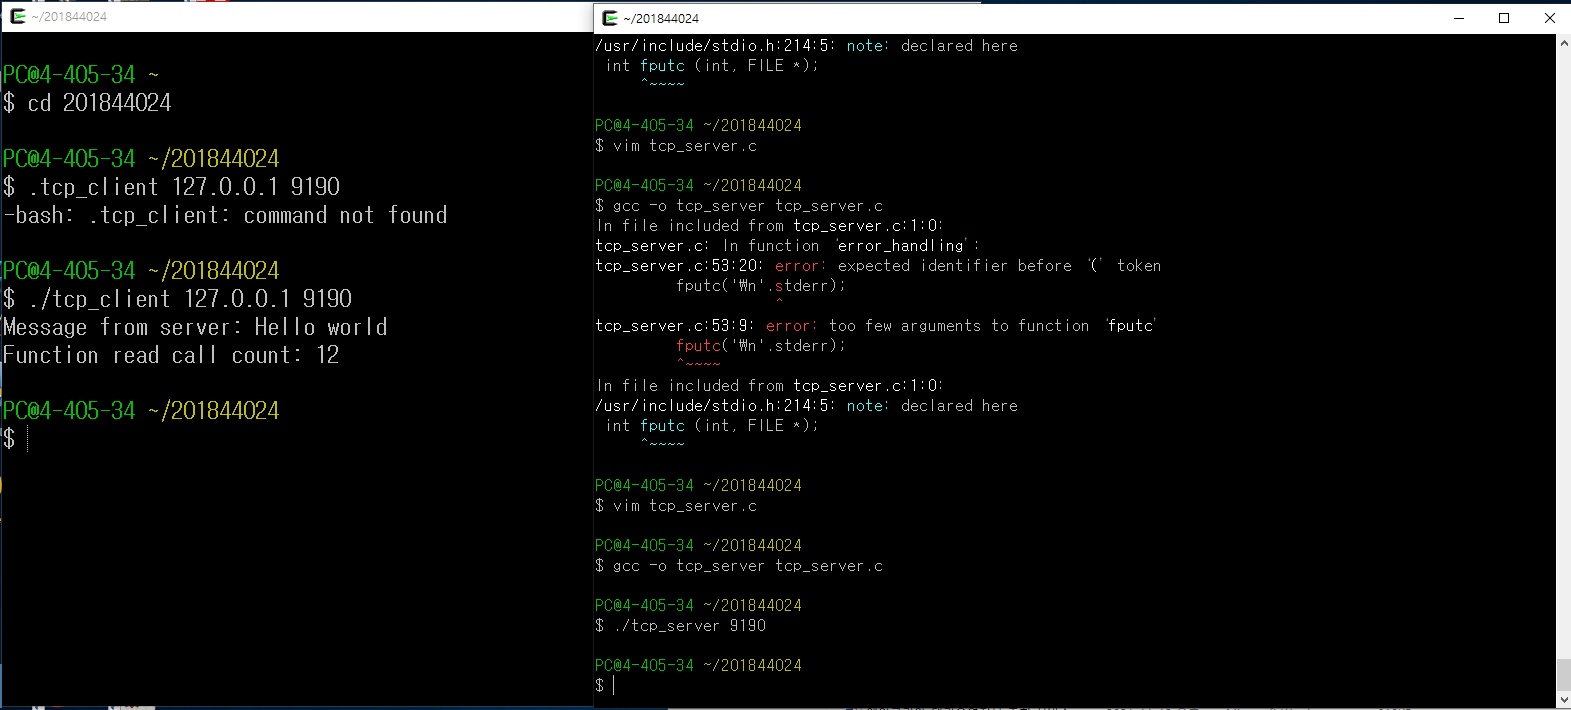 ~/201844024
PC@4-405-34 ~
$ cd 201844024
PC@4-405-34 ~/201844024
$ .tcp_client 127.0.0.1 9190
-bash: .tcp_client: command not found
PC@4-405-34 ~/201844024
$ ./tcp_client 127.0.0.1 9190
Message from server: Hello world
Function read call count: 12
PC@4-405-34 ~/201844024
$
~/201844024
/usr/include/stdio.h:214:5: note: declared here
int fputc (int, FILE *);
^~~~~
PC@4-405-34 ~/201844024
$ vim tcp_server.c
PC@4-405-34 ~/201844024
$ gcc -o tcp_server tcp_server.c
In file included from tcp_server.c:1:0:
tcp_server.c: In function ‘error_handling’:
tcp_server.c:53:20: error: expected identifier before ‘(’ token
fputc('₩n'.stderr);
^
tcp_server.c:53:9: error: too few arguments to function ‘fputc’
fputc('₩n'.stderr);
^~~~~
In file included from tcp_server.c:1:0:
/usr/include/stdio.h:214:5: note: declared here
int fputc (int, FILE *);
^~~~~
PC@4-405-34 ~/201844024
$ vim tcp_server.c
PC@4-405-34 ~/201844024
$ gcc -o tcp_server tcp_server.c
PC@4-405-34 ~/201844024
$ ./tcp_server 9190
PC@4-405-34 ~/201844024
$